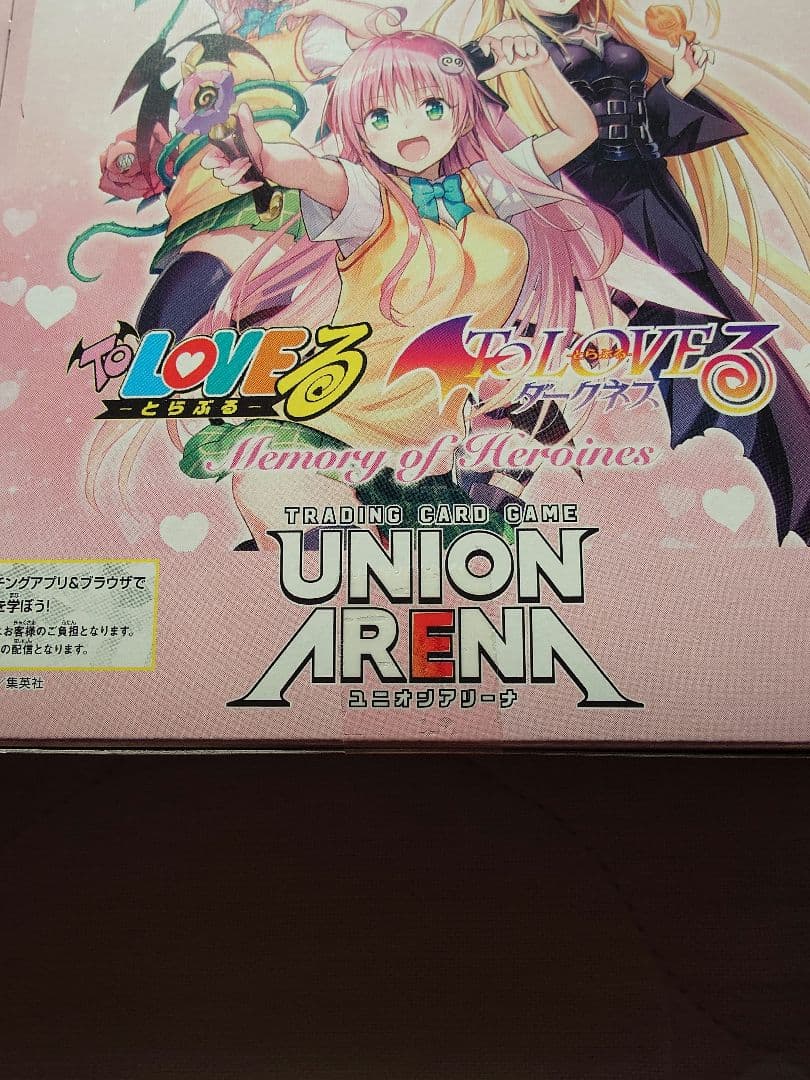 To LOVEる
-とらぶる-
To LOVEる
-とらぶる-
ダークネス
Memory of Heroines
TRADING CARD GAME
UNION
ARENA
ユニオンアリーナ
チングアプリ&ブラウザで
を学ぼう!
お客様のご負担となります。
の配信となります。
集英社